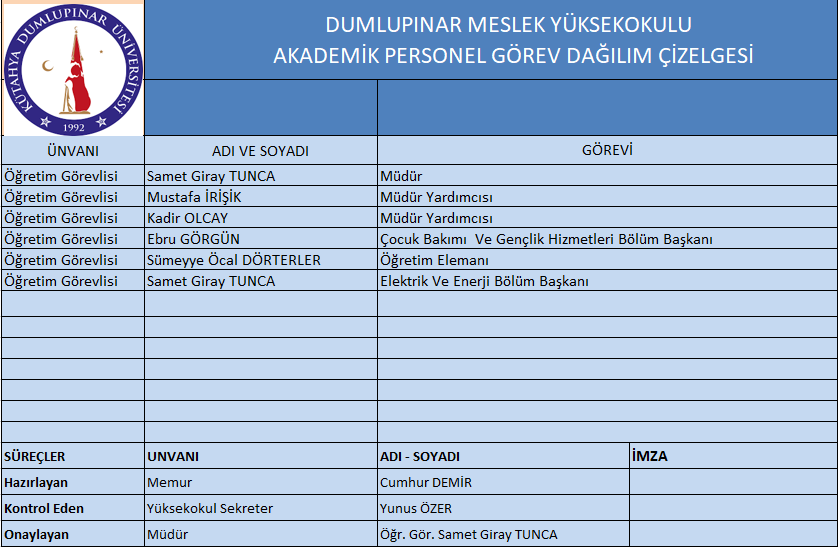 KÜTAHYA DUMLUPINAR ÜNİVERSİTESİ
1992
DUMLUPINAR MESLEK YÜKSEKOKULU
AKADEMİK PERSONEL GÖREV DAĞILIM ÇİZELGESİ
ÜNVANI ADI VE SOYADI GÖREVİ
Öğretim Görevlisi Samet Giray TUNCA Müdür
Öğretim Görevlisi Mustafa İRİŞİK Müdür Yardımcısı
Öğretim Görevlisi Kadir OLCAY Müdür Yardımcısı
Öğretim Görevlisi Ebru GÖRGÜN Çocuk Bakımı Ve Gençlik Hizmetleri Bölüm Başkanı
Öğretim Görevlisi Sümeyye Öcal DÖRTERLER Öğretim Elemanı
Öğretim Görevlisi Samet Giray TUNCA Elektrik Ve Enerji Bölüm Başkanı
SÜREÇLER UNVANI ADI - SOYADI İMZA
Hazırlayan Memur Cumhur DEMİR
Kontrol Eden Yüksekokul Sekreter Yunus ÖZER
Onaylayan Müdür Öğr. Gör. Samet Giray TUNCA